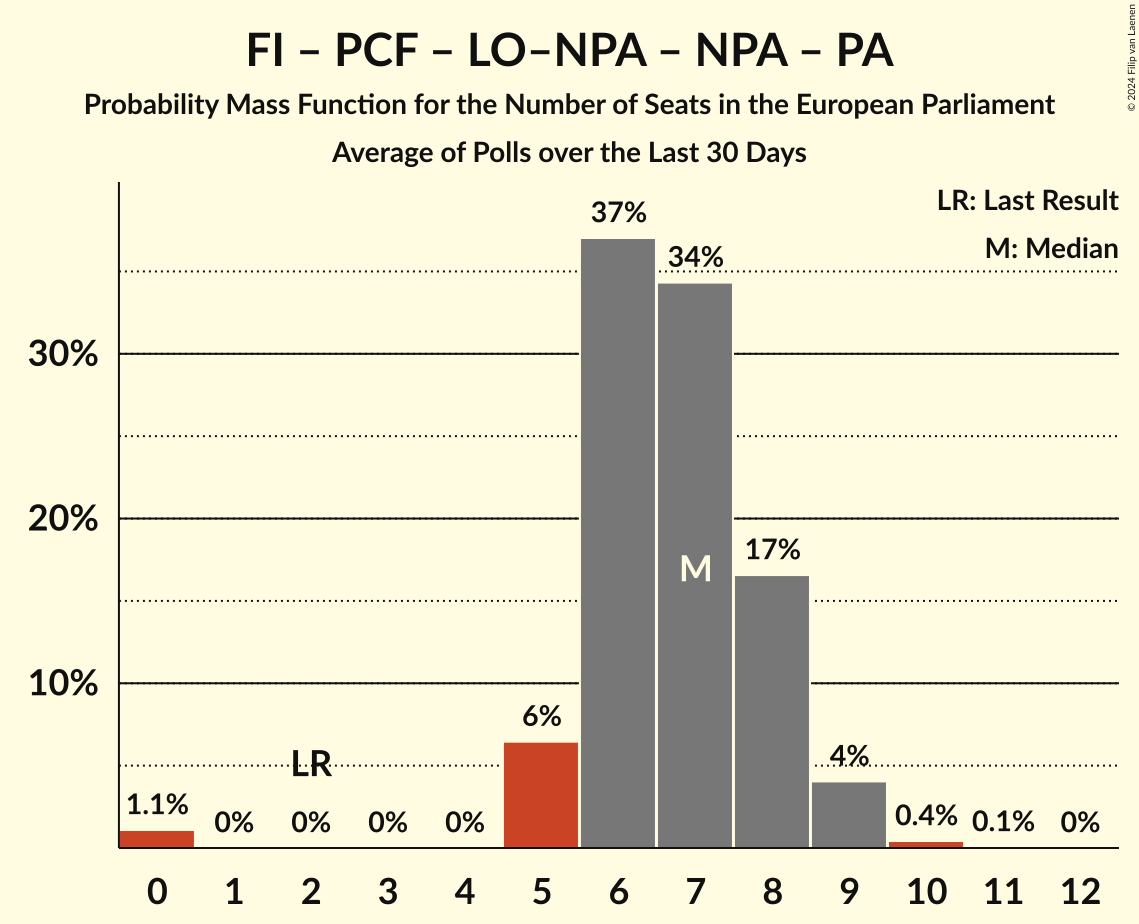 FI – PCF – LO–NPA – NPA – PA
Probability Mass Function for the Number of Seats in the European Parliament
Average of Polls over the Last 30 Days
© 2024 Filip van Laenen
LR: Last Result
M: Median
37%
34%
30%
M
17%
20%
10%
6%
LR
4%
1.1%
0%
0%
0%
0%
0.4%
0.1%
0%
0 1 2 3 4 5 6 7 8 9 10 11 12